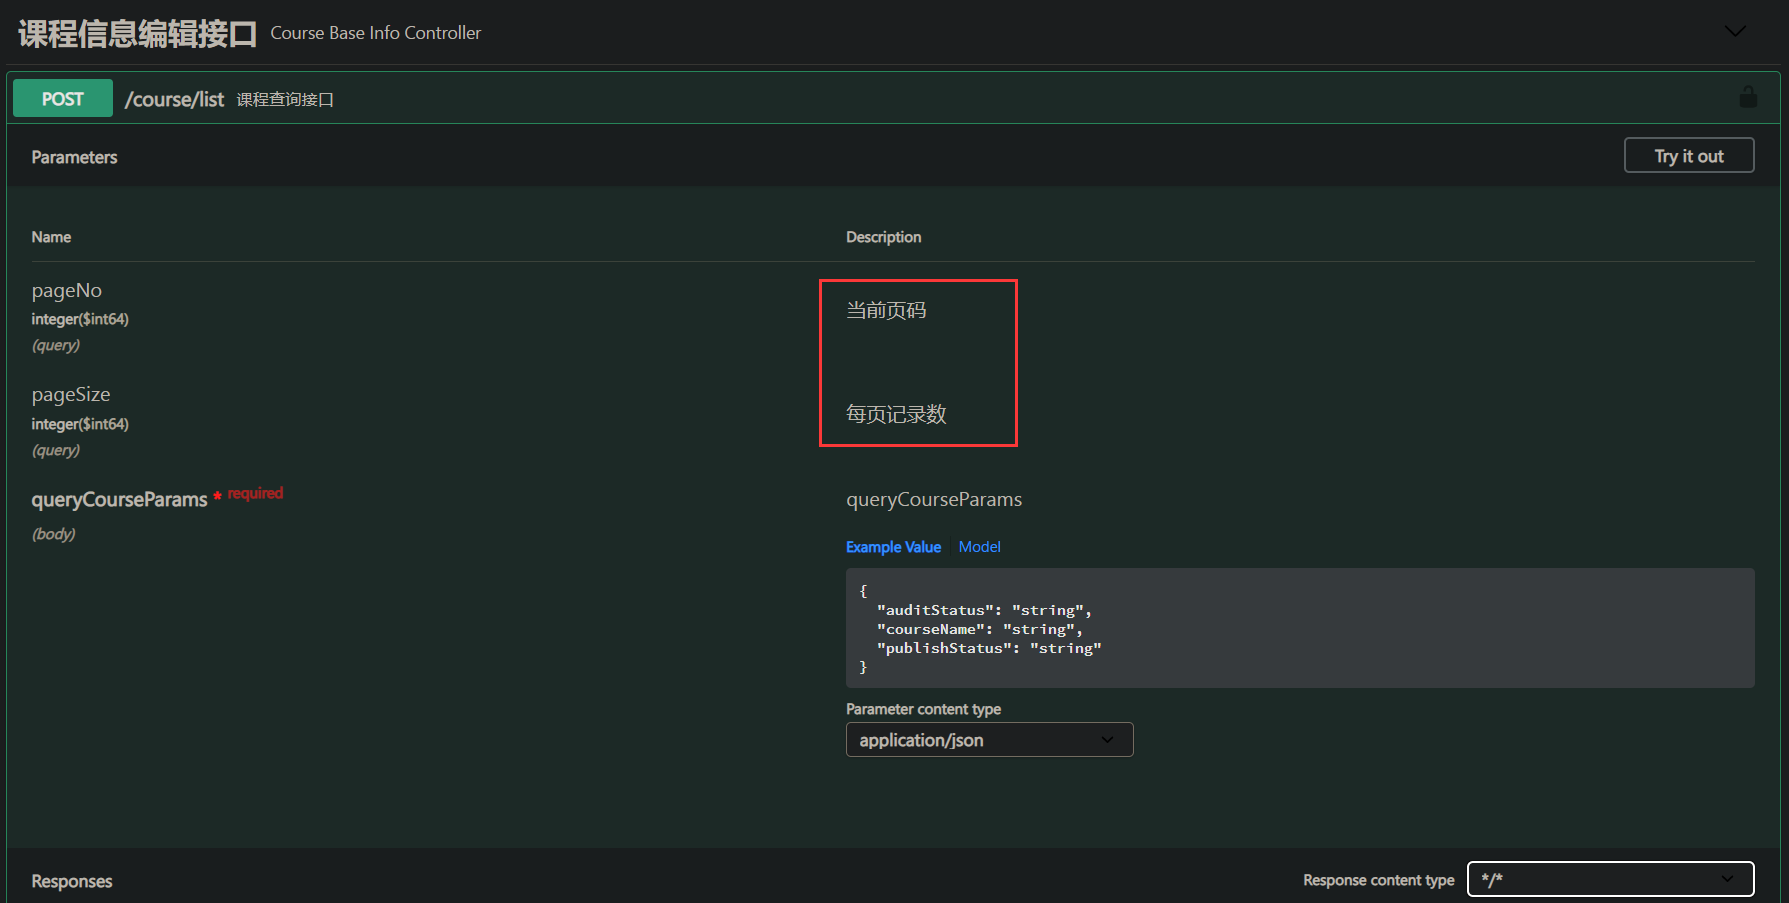 课程信息编辑接口 Course Base Info Controller
POST /course/list 课程查询接口
Parameters
Try it out
Name
Description
pageNo
integer($int64)
(query)
当前页码
pageSize
integer($int64)
(query)
每页记录数
queryCourseParams * required
(body)
queryCourseParams
Example Value Model
{
"auditStatus": "string",
"courseName": "string",
"publishStatus": "string"
}
Parameter content type
application/json
Responses
Response content type */*